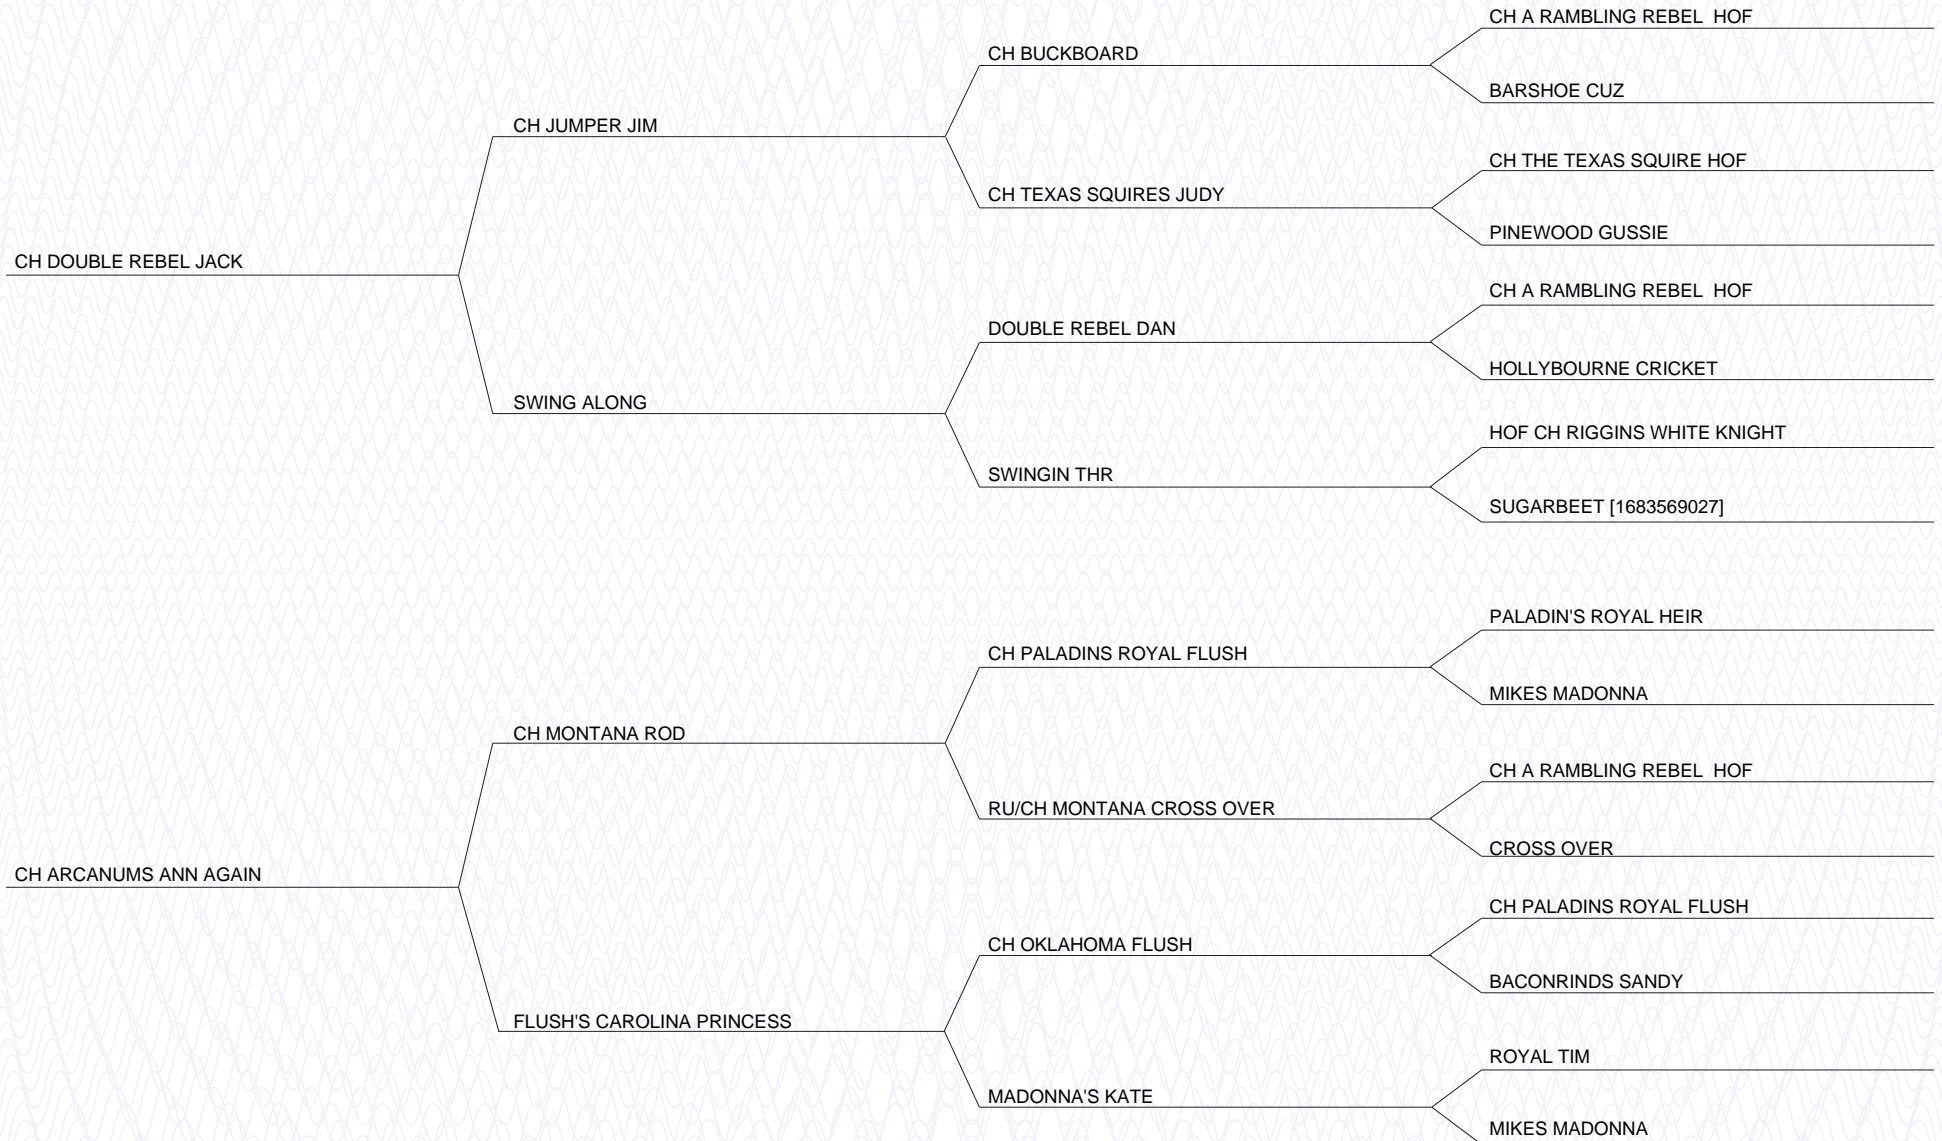 CH A RAMBLING REBEL  HOF
CH BUCKBOARD
BARSHOE CUZ
CH JUMPER JIM
CH THE TEXAS SQUIRE HOF
CH TEXAS SQUIRES JUDY
PINEWOOD GUSSIE
CH DOUBLE REBEL JACK
CH A RAMBLING REBEL  HOF
DOUBLE REBEL DAN
HOLLYBOURNE CRICKET
SWING ALONG
HOF CH RIGGINS WHITE KNIGHT
SWINGIN THR
SUGARBEET [1683569027]
PALADIN'S ROYAL HEIR
CH PALADINS ROYAL FLUSH
MIKES MADONNA
CH MONTANA ROD
CH A RAMBLING REBEL  HOF
RU/CH MONTANA CROSS OVER
CROSS OVER
CH ARCANUMS ANN AGAIN
CH PALADINS ROYAL FLUSH
CH OKLAHOMA FLUSH
BACONRINDS SANDY
FLUSH'S CAROLINA PRINCESS
ROYAL TIM
MADONNA'S KATE
MIKES MADONNA